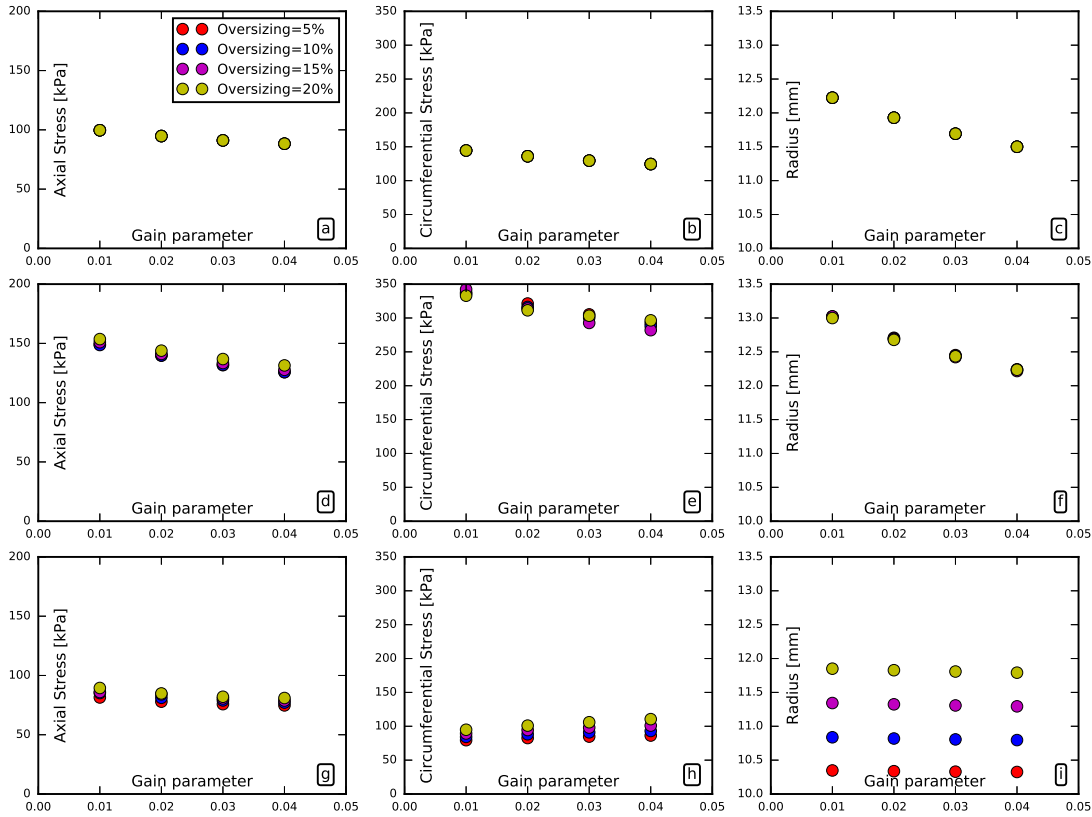 200
150
100
50
0
Axial Stress [kPa]
Oversizing=5%
Oversizing=10%
Oversizing=15%
Oversizing=20%
Gain parameter
a
0.00 0.01 0.02 0.03 0.04 0.05
350
300
250
200
150
100
50
0
Circumferential Stress [kPa]
Gain parameter
b
0.00 0.01 0.02 0.03 0.04 0.05
13.5
13.0
12.5
12.0
11.5
11.0
10.5
10.0
Radius [mm]
Gain parameter
c
0.00 0.01 0.02 0.03 0.04 0.05
200
150
100
50
0
Axial Stress [kPa]
Gain parameter
d
0.00 0.01 0.02 0.03 0.04 0.05
350
300
250
200
150
100
50
0
Circumferential Stress [kPa]
Gain parameter
e
0.00 0.01 0.02 0.03 0.04 0.05
13.5
13.0
12.5
12.0
11.5
11.0
10.5
10.0
Radius [mm]
Gain parameter
f
0.00 0.01 0.02 0.03 0.04 0.05
200
150
100
50
0
Axial Stress [kPa]
Gain parameter
g
0.00 0.01 0.02 0.03 0.04 0.05
350
300
250
200
150
100
50
0
Circumferential Stress [kPa]
Gain parameter
h
0.00 0.01 0.02 0.03 0.04 0.05
13.5
13.0
12.5
12.0
11.5
11.0
10.5
10.0
Radius [mm]
Gain parameter
i
0.00 0.01 0.02 0.03 0.04 0.05